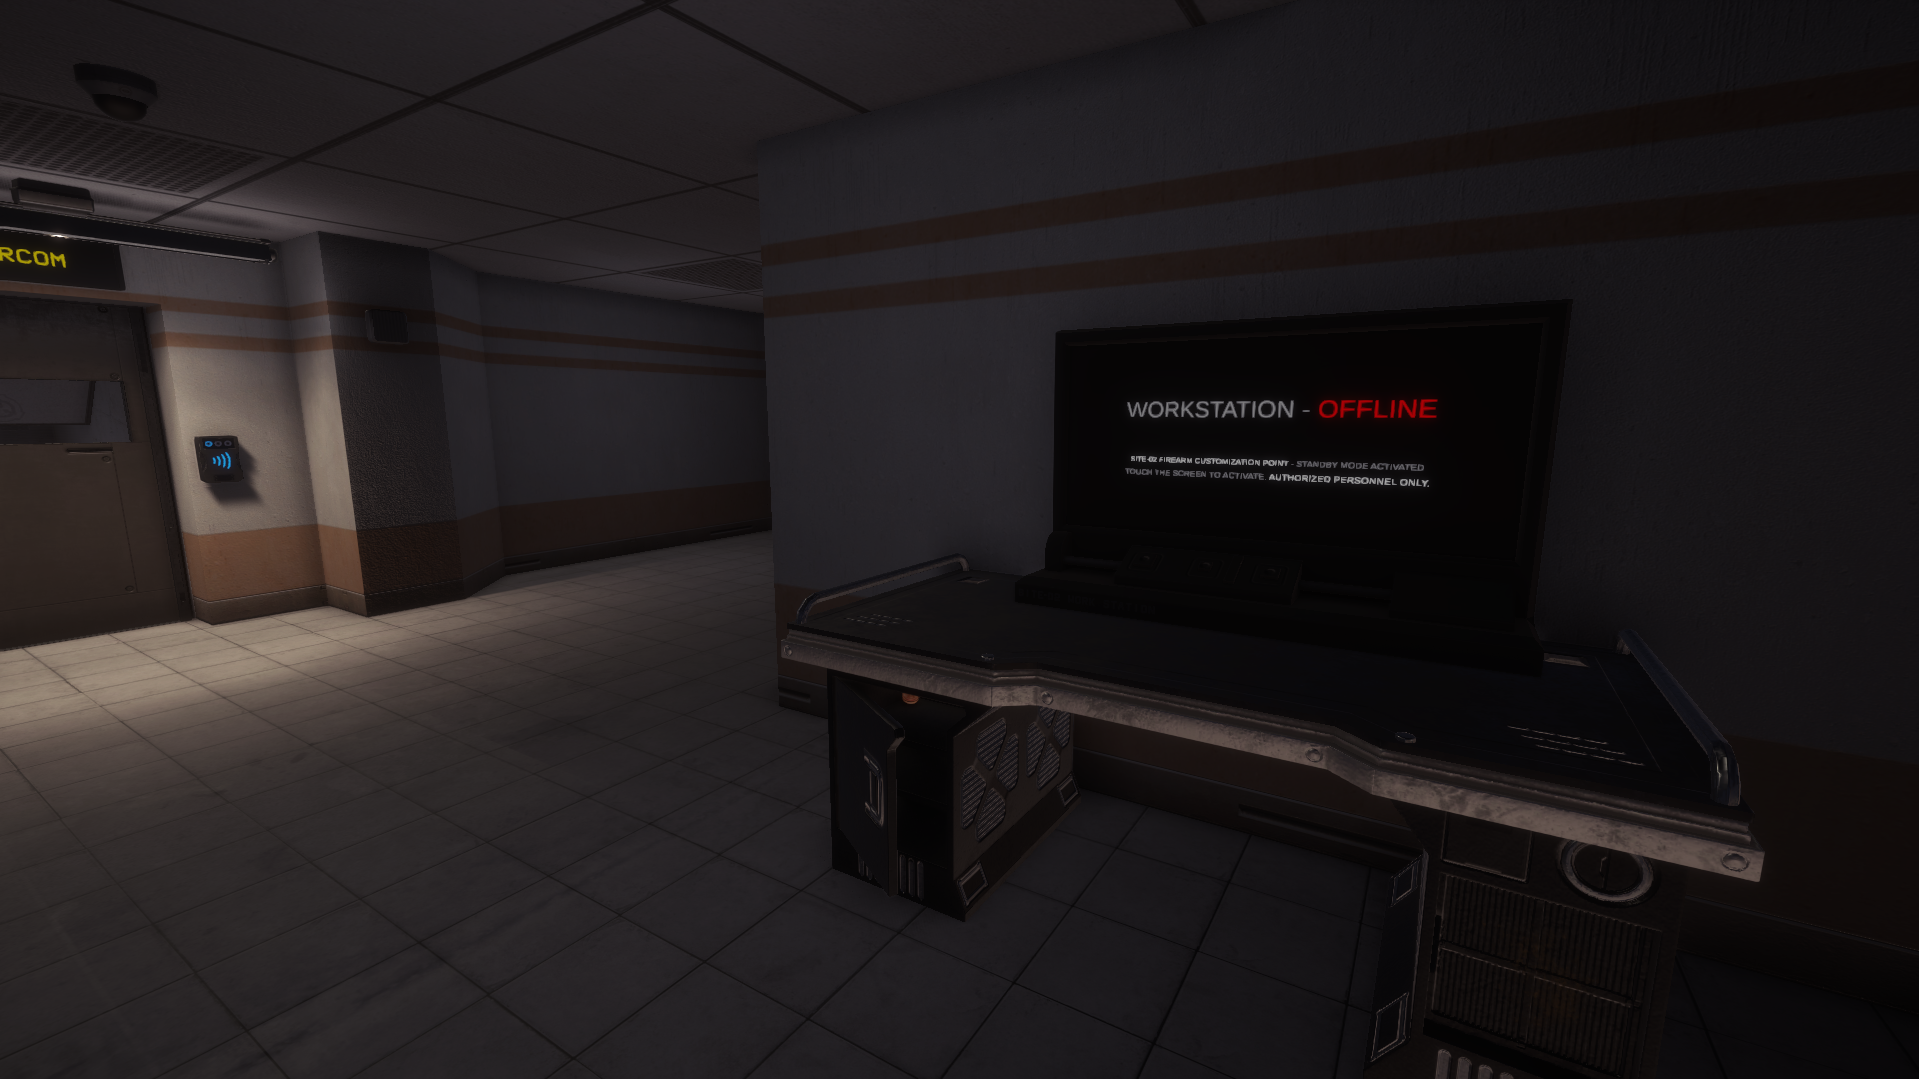 RCOM
WORKSTATION - OFFLINE
SITE-02 FIREARM CUSTOMIZATION POINT - STANDBY MODE ACTIVATED
TOUCH THE SCREEN TO ACTIVATE. AUTHORIZED PERSONNEL ONLY.